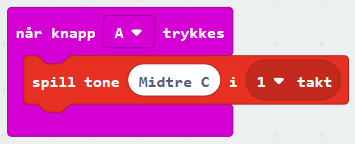 når knapp A trykkes
spill tone Midtre C i 1 takt